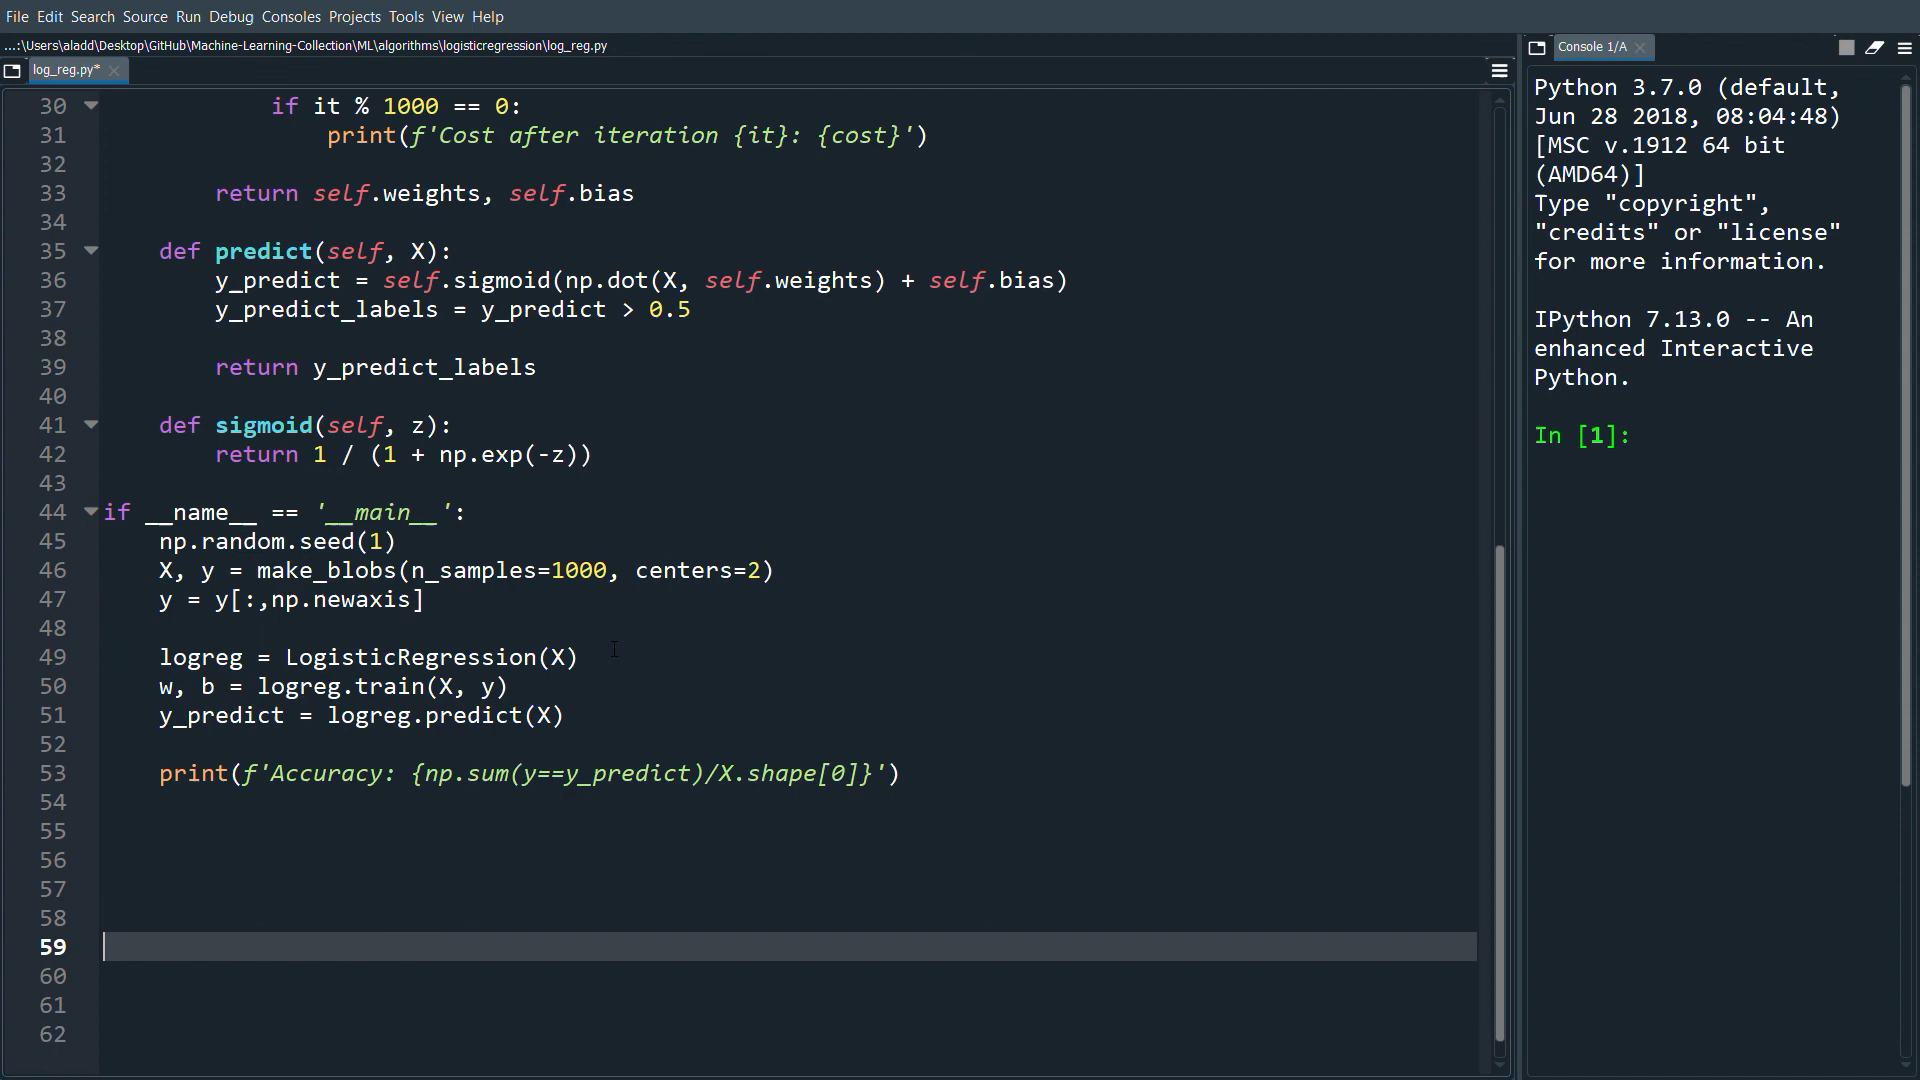 File Edit Search Source Run Debug Consoles Projects Tools View Help
...:\Users\aladd\Desktop\GitHub\Machine-Learning-Collection\ML\algorithms\logisticregression\log_reg.py
log_reg.py*
30 if it % 1000 == 0:
31 print(f'Cost after iteration {it}: {cost}')
32
33 return self.weights, self.bias
34
35 def predict(self, X):
36 y_predict = self.sigmoid(np.dot(X, self.weights) + self.bias)
37 y_predict_labels = y_predict > 0.5
38
39 return y_predict_labels
40
41 def sigmoid(self, z):
42 return 1 / (1 + np.exp(-z))
43
44 if __name__ == '__main__':
45 np.random.seed(1)
46 X, y = make_blobs(n_samples=1000, centers=2)
47 y = y[:,np.newaxis]
48
49 logreg = LogisticRegression(X)
50 w, b = logreg.train(X, y)
51 y_predict = logreg.predict(X)
52
53 print(f'Accuracy: {np.sum(y==y_predict)/X.shape[0]}')
54
55
56
57
58
59
60
61
62
Console 1/A
Python 3.7.0 (default,
Jun 28 2018, 08:04:48)
[MSC v.1912 64 bit
(AMD64)]
Type "copyright",
"credits" or "license"
for more information.
IPython 7.13.0 -- An
enhanced Interactive
Python.
In [1]: